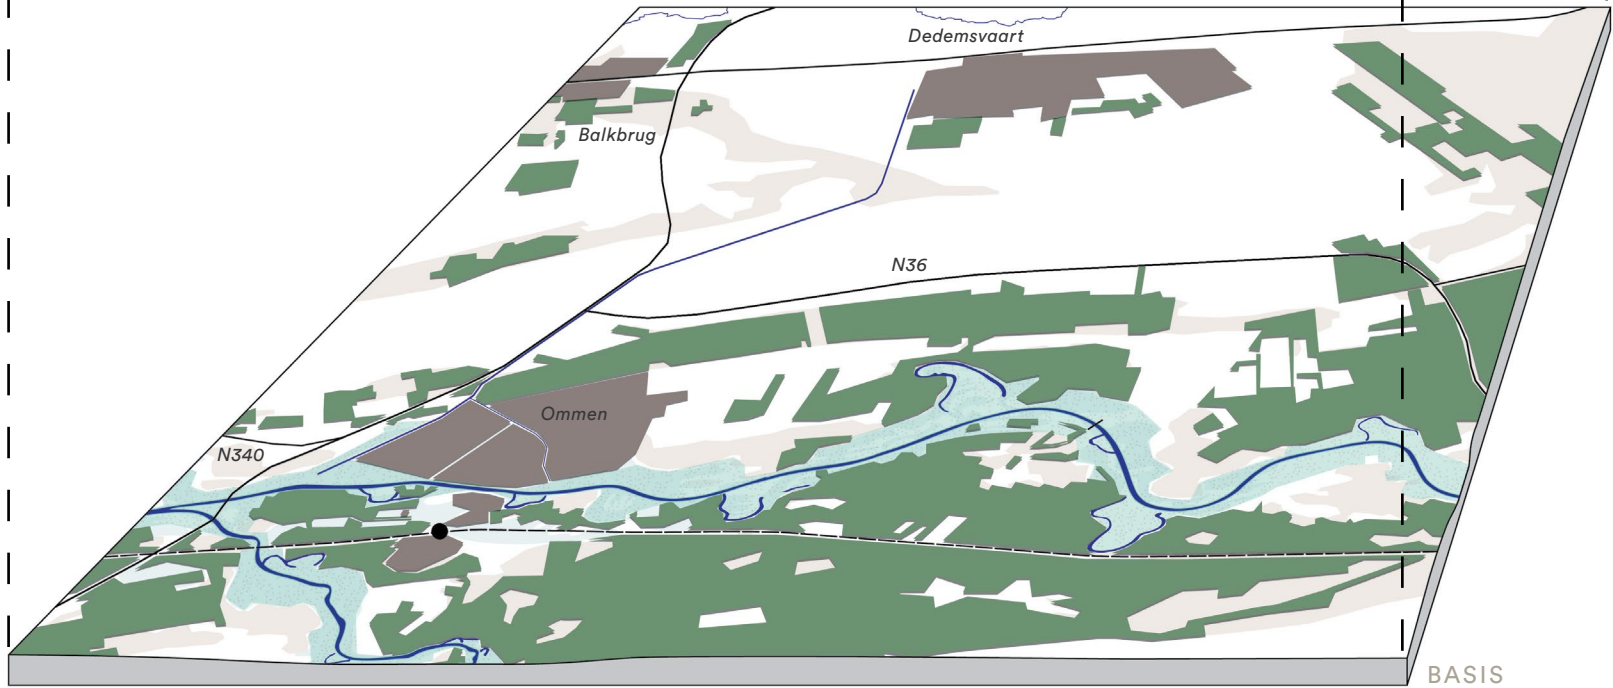 Dedemsvaart
Balkbrug
N36
Ommen
N340
BASIS